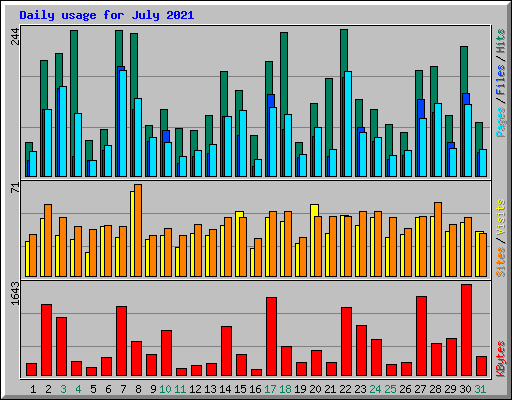 Daily usage for July 2021
244
Pages / Files / Hits
71
Sites / Visits
1643
KBytes
1 2 3 4 5 6 7 8 9 10 11 12 13 14 15 16 17 18 19 20 21 22 23 24 25 26 27 28 29 30 31